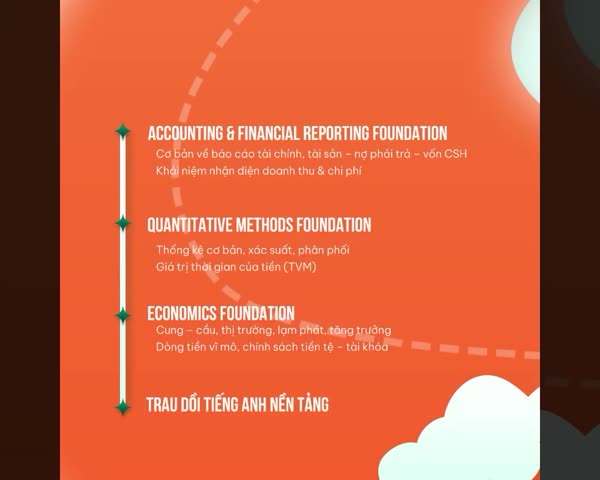 ACCOUNTING & FINANCIAL REPORTING FOUNDATION
Cơ bản về báo cáo tài chính, tài sản – nợ phải trả – vốn CSH
Khái niệm nhận diện doanh thu & chi phí
QUANTITATIVE METHODS FOUNDATION
Thống kê cơ bản, xác suất, phân phối
Giá trị thời gian của tiền (TVM)
ECONOMICS FOUNDATION
Cung – cầu, thị trường, lạm phát, tăng trưởng
Dòng tiền vĩ mô, chính sách tiền tệ – tài khóa
TRAU DỒI TIẾNG ANH NỀN TẢNG